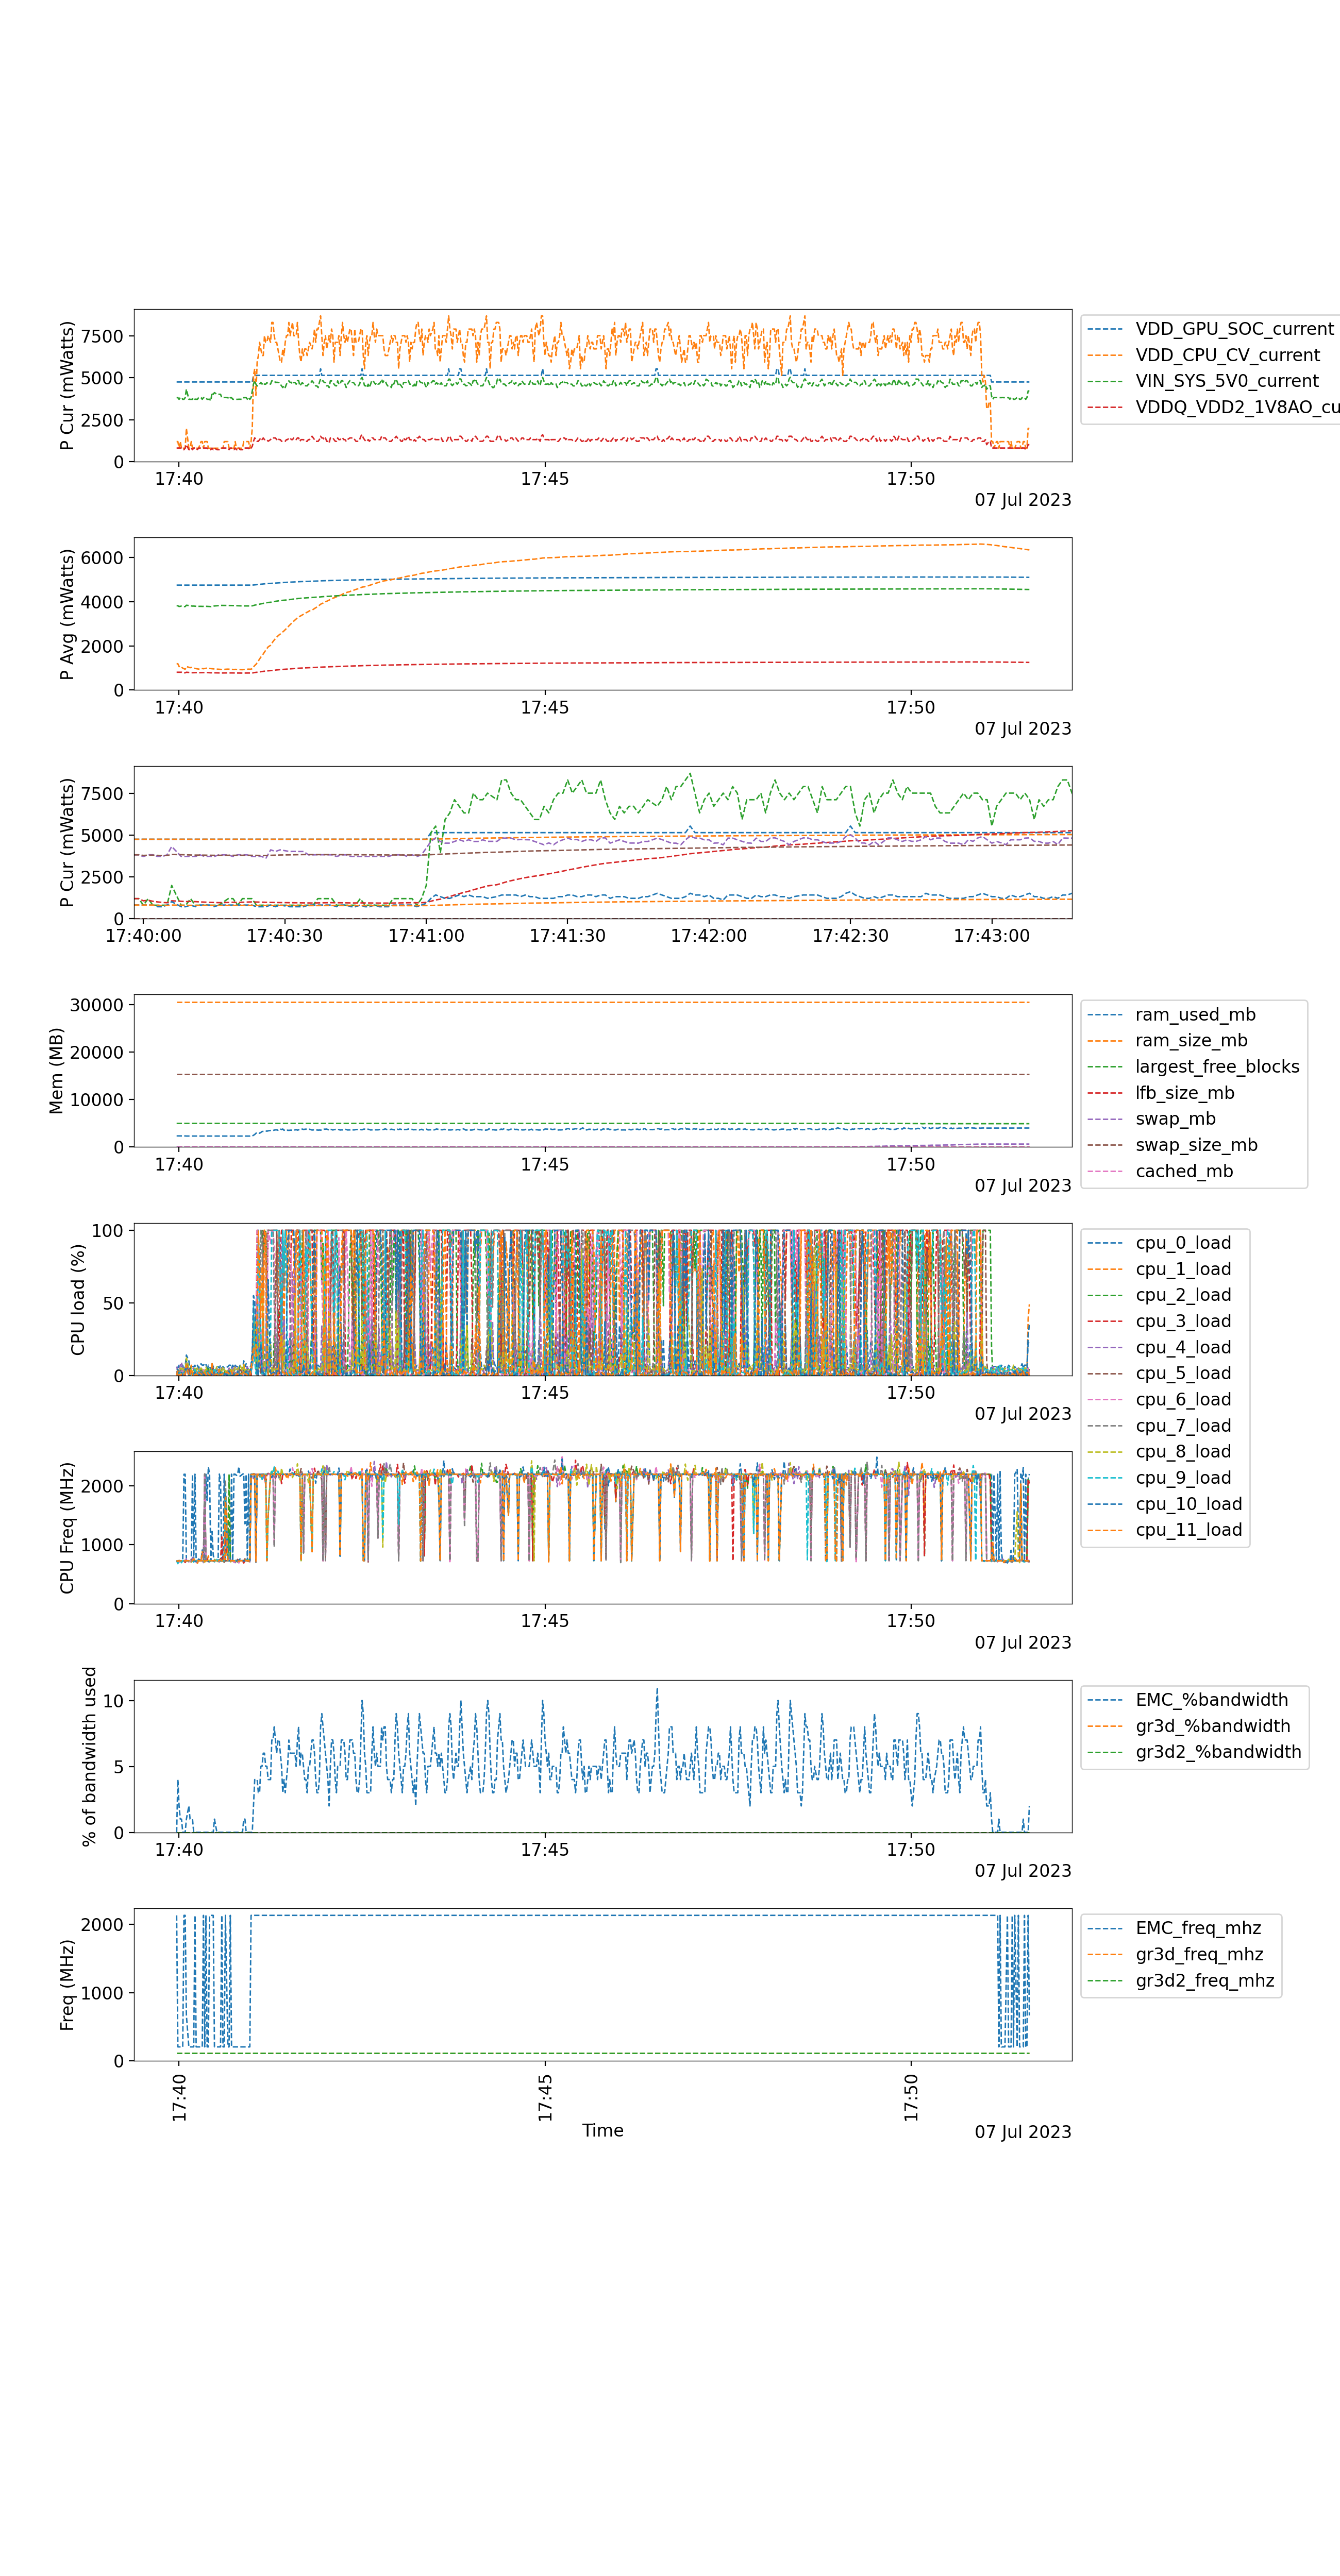 P Cur (mWatts)
7500
5000
2500
0
17:40 17:45 17:50
07 Jul 2023
VDD_GPU_SOC_current
VDD_CPU_CV_current
VIN_SYS_5V0_current
VDDQ_VDD2_1V8AO_cu
P Avg (mWatts)
6000
4000
2000
0
17:40 17:45 17:50
07 Jul 2023
P Cur (mWatts)
7500
5000
2500
0
17:40:00 17:40:30 17:41:00 17:41:30 17:42:00 17:42:30 17:43:00
Mem (MB)
30000
20000
10000
0
17:40 17:45 17:50
07 Jul 2023
ram_used_mb
ram_size_mb
largest_free_blocks
lfb_size_mb
swap_mb
swap_size_mb
cached_mb
CPU load (%)
100
50
0
17:40 17:45 17:50
07 Jul 2023
cpu_0_load
cpu_1_load
cpu_2_load
cpu_3_load
cpu_4_load
cpu_5_load
cpu_6_load
cpu_7_load
cpu_8_load
cpu_9_load
cpu_10_load
cpu_11_load
CPU Freq (MHz)
2000
1000
0
17:40 17:45 17:50
07 Jul 2023
% of bandwidth used
10
5
0
17:40 17:45 17:50
07 Jul 2023
EMC_%bandwidth
gr3d_%bandwidth
gr3d2_%bandwidth
Freq (MHz)
2000
1000
0
17:40 17:45 17:50
Time
07 Jul 2023
EMC_freq_mhz
gr3d_freq_mhz
gr3d2_freq_mhz